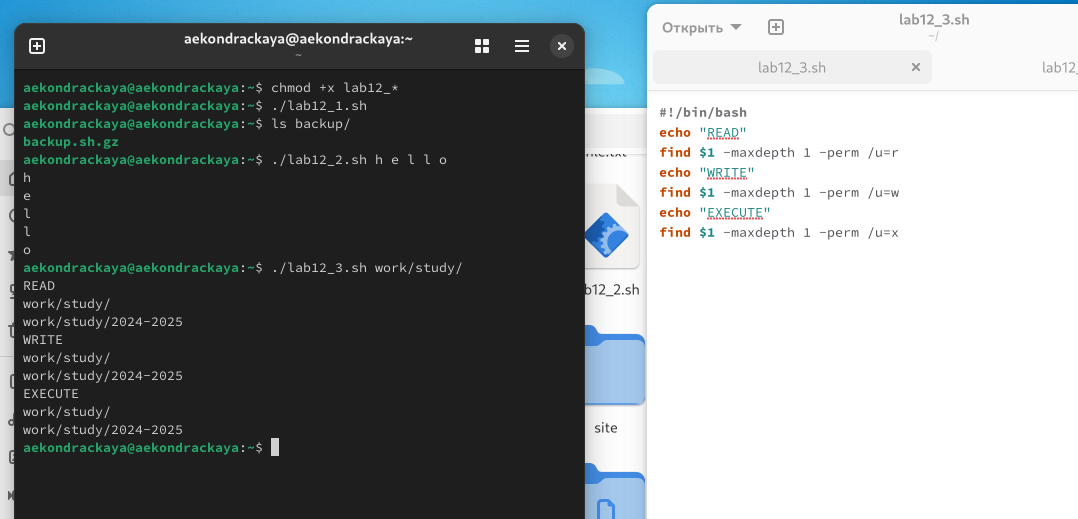 aekondrackaya@aekondrackaya:~
~
aekondrackaya@aekondrackaya:~$ chmod +x lab12_*
aekondrackaya@aekondrackaya:~$ ./lab12_1.sh
aekondrackaya@aekondrackaya:~$ ls backup/
backup.sh.gz
aekondrackaya@aekondrackaya:~$ ./lab12_2.sh h e l l o
h
e
l
l
o
aekondrackaya@aekondrackaya:~$ ./lab12_3.sh work/study/
READ
work/study/
work/study/2024-2025
WRITE
work/study/
work/study/2024-2025
EXECUTE
work/study/
work/study/2024-2025
aekondrackaya@aekondrackaya:~$
b12_2.sh
site
Открыть
lab12_3.sh
~/
lab12_3.sh
lab12_
#!/bin/bash
echo "READ"
find $1 -maxdepth 1 -perm /u=r
echo "WRITE"
find $1 -maxdepth 1 -perm /u=w
echo "EXECUTE"
find $1 -maxdepth 1 -perm /u=x